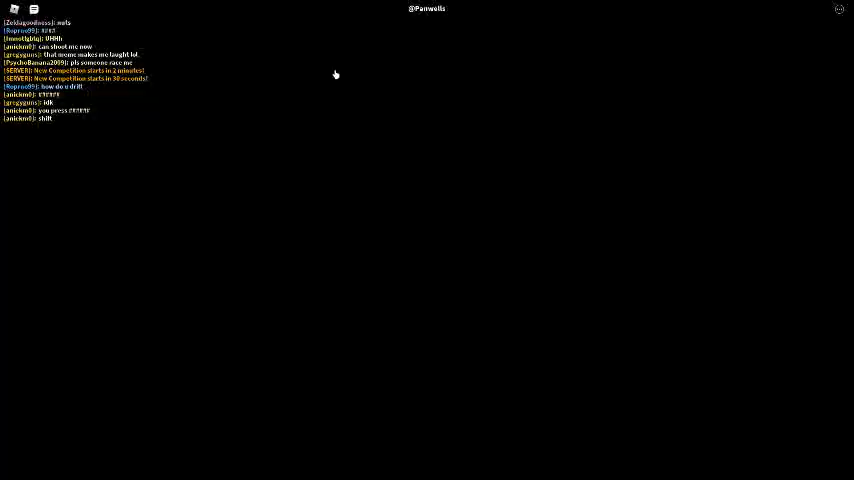 @Panwells
[Zeldagoodness]: nuts
[Roproo99]: ####
[Imnotlgbtq]: UHHh
[anickm0]: can shoot me now
[gregyguns]: that meme makes me laught lol
[PsychoBanana2009]: pls someone race me
[SERVER]: New Competition starts in 2 minutes!
[SERVER]: New Competition starts in 30 seconds!
[Roproo99]: how do u drift
[anickm0]: ######
[gregyguns]: idk
[anickm0]: you press ######
[anickm0]: shift